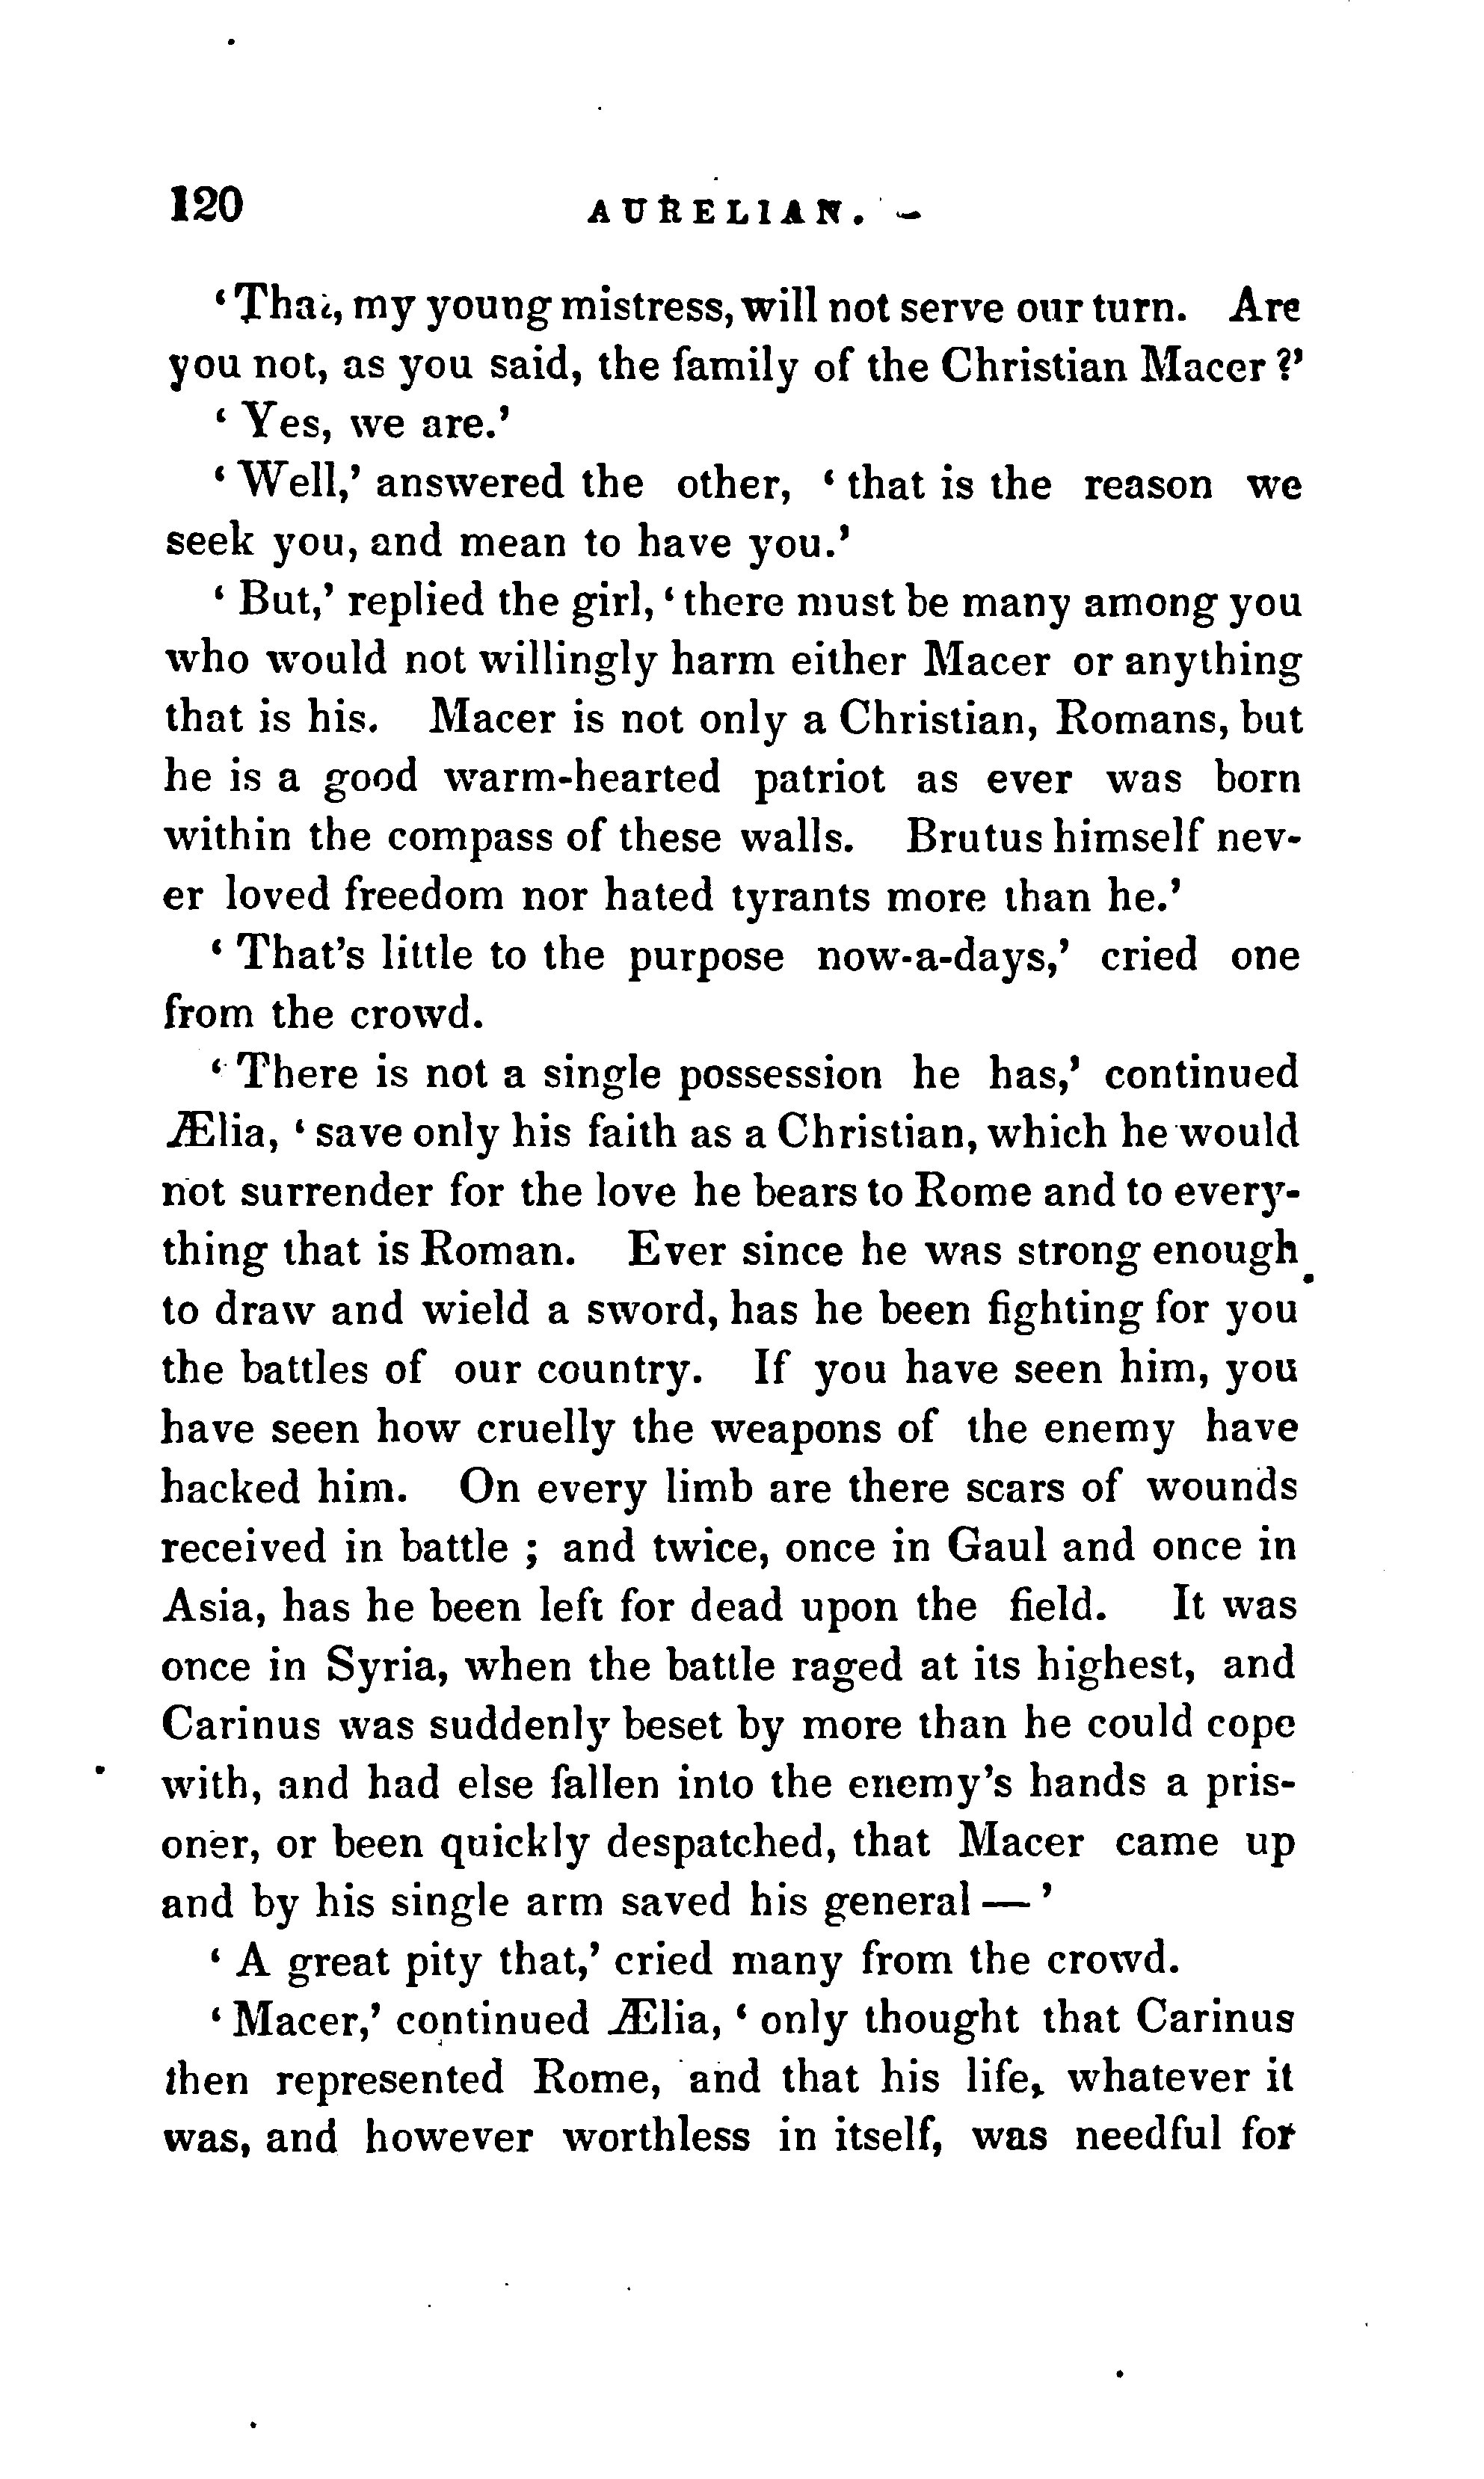 120 AURELIAN.
‘ That, my young mistress, will not serve our turn. Are
you not, as you said, the family of the Christian Macer ?’
‘ Yes, we are.’
‘ Well,’ answered the other, ‘ that is the reason we
seek you, and mean to have you.’
‘ But,’ replied the girl, ‘ there must be many among you
who would not willingly harm either Macer or anything
that is his. Macer is not only a Christian, Romans, but
he is a good warm-hearted patriot as ever was born
within the compass of these walls. Brutus himself nev-
er loved freedom nor hated tyrants more than he.’
‘ That’s little to the purpose now-a-days,’ cried one
from the crowd.
‘ There is not a single possession he has,’ continued
Ælia, ‘ save only his faith as a Christian, which he would
not surrender for the love he bears to Rome and to every-
thing that is Roman. Ever since he was strong enough
to draw and wield a sword, has he been fighting for you
the battles of our country. If you have seen him, you
have seen how cruelly the weapons of the enemy have
hacked him. On every limb are there scars of wounds
received in battle ; and twice, once in Gaul and once in
Asia, has he been left for dead upon the field. It was
once in Syria, when the battle raged at its highest, and
Carinus was suddenly beset by more than he could cope
with, and had else fallen into the enemy’s hands a pris-
oner, or been quickly despatched, that Macer came up
and by his single arm saved his general — ’
‘ A great pity that,’ cried many from the crowd.
‘ Macer,’ continued Ælia, ‘ only thought that Carinus
then represented Rome, and that his life, whatever it
was, and however worthless in itself, was needful for